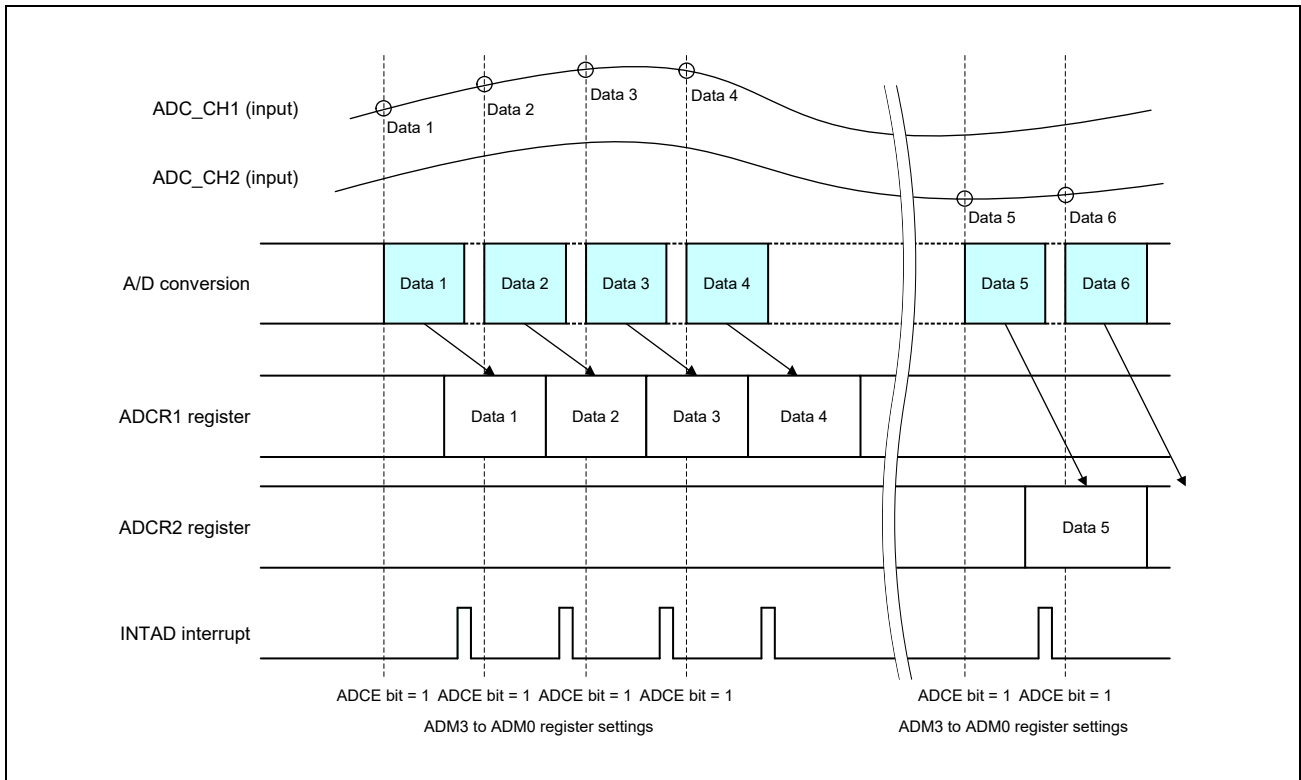 ADC_CH1 (input)
Data 1
Data 2
Data 3
Data 4
ADC_CH2 (input)
Data 5
Data 6
A/D conversion
Data 1
Data 2
Data 3
Data 4
Data 5
Data 6
ADCR1 register
Data 1
Data 2
Data 3
Data 4
ADCR2 register
Data 5
INTAD interrupt
ADCE bit = 1 ADCE bit = 1 ADCE bit = 1 ADCE bit = 1
ADCE bit = 1 ADCE bit = 1
ADM3 to ADM0 register settings
ADM3 to ADM0 register settings